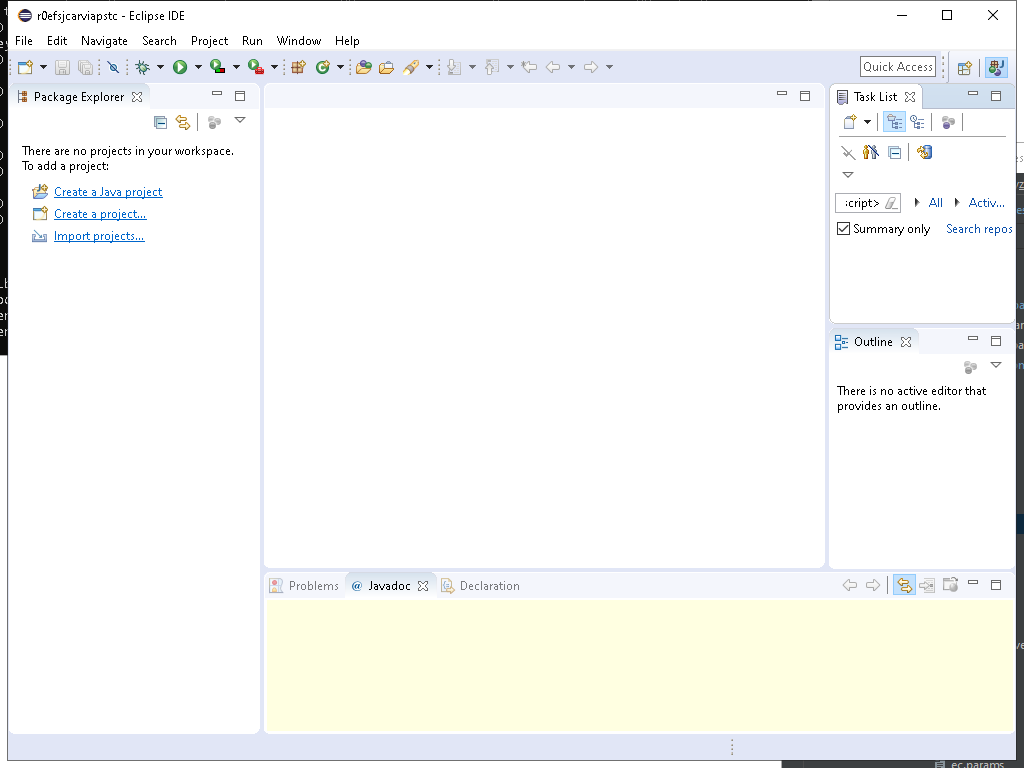 r0efsjcarviapstc - Eclipse IDE
File Edit Navigate Search Project Run Window Help
Quick Access
Package Explorer
Task List
There are no projects in your workspace.
To add a project:
Create a Java project
Create a project...
Import projects...
:cript> All Activ...
Summary only Search repos
Outline
There is no active editor that
provides an outline.
Problems @ Javadoc Declaration
ec.params